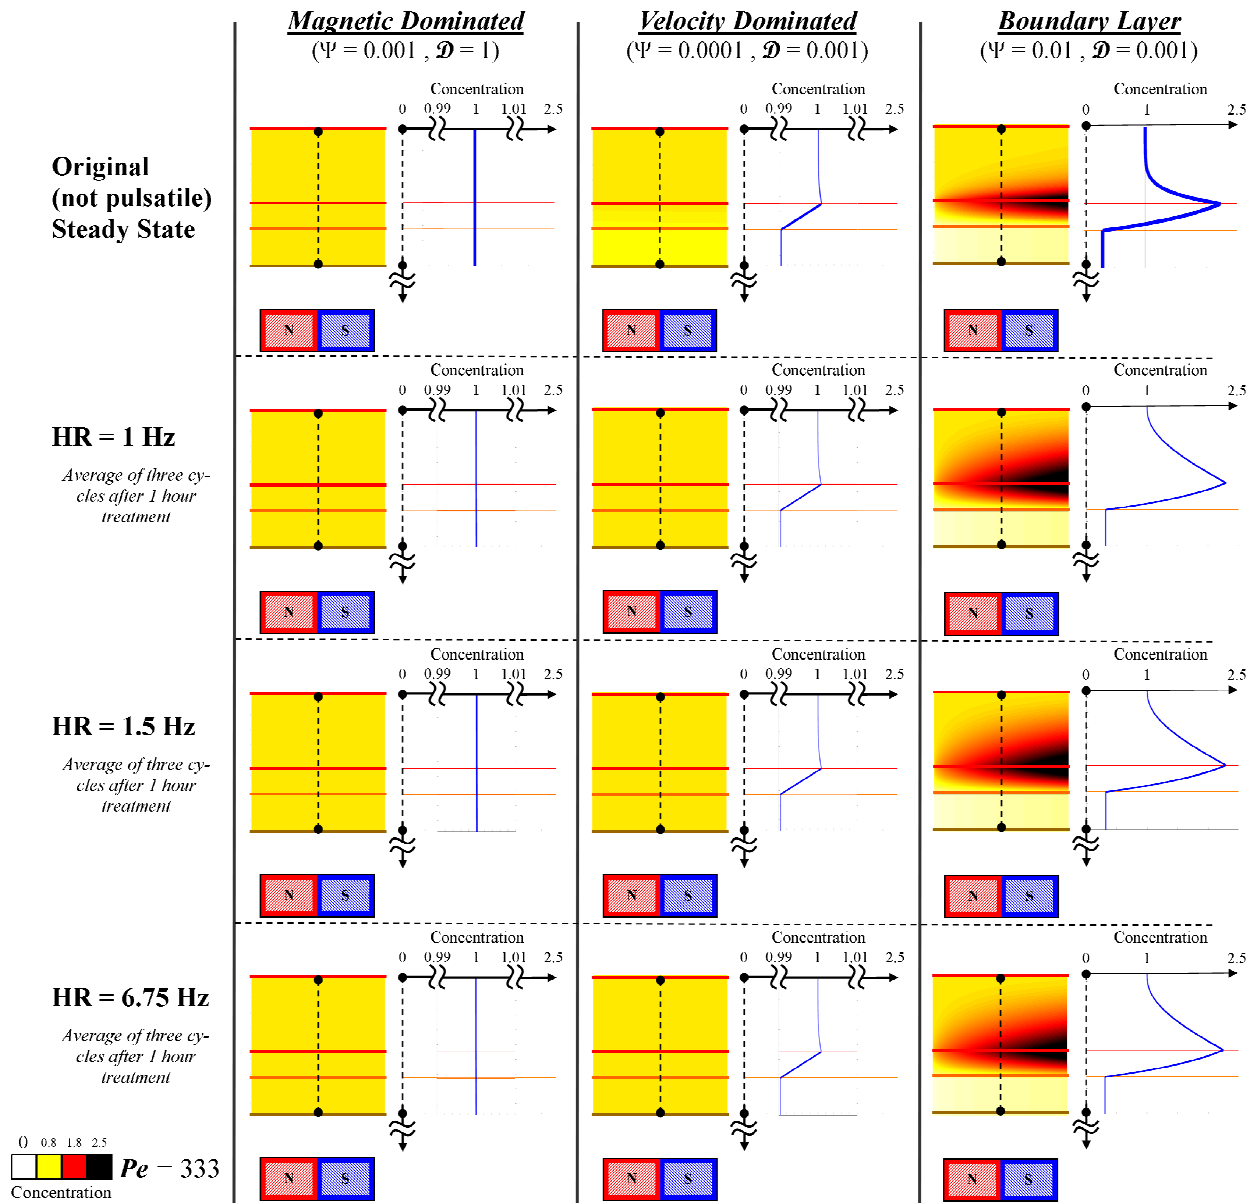 Magnetic Dominated
(Ψ = 0.001 , 𝒟 = 1)
Velocity Dominated
(Ψ = 0.0001 , 𝒟 = 0.001)
Boundary Layer
(Ψ = 0.01 , 𝒟 = 0.001)
Original
(not pulsatile)
Steady State
Concentration
0 0.99 1 1.01 2.5
N S
Concentration
0 0.99 1 1.01 2.5
N S
Concentration
0 1 2.5
N S
HR = 1 Hz
Average of three cy-
cles after 1 hour
treatment
Concentration
0 0.99 1 1.01 2.5
N S
Concentration
0 0.99 1 1.01 2.5
N S
Concentration
0 1 2.5
N S
HR = 1.5 Hz
Average of three cy-
cles after 1 hour
treatment
Concentration
0 0.99 1 1.01 2.5
N S
Concentration
0 0.99 1 1.01 2.5
N S
Concentration
0 1 2.5
N S
HR = 6.75 Hz
Average of three cy-
cles after 1 hour
treatment
Concentration
0 0.99 1 1.01 2.5
N S
Concentration
0 0.99 1 1.01 2.5
N S
Concentration
0 1 2.5
N S
0 0.8 1.8 2.5
Concentration
Pe = 333